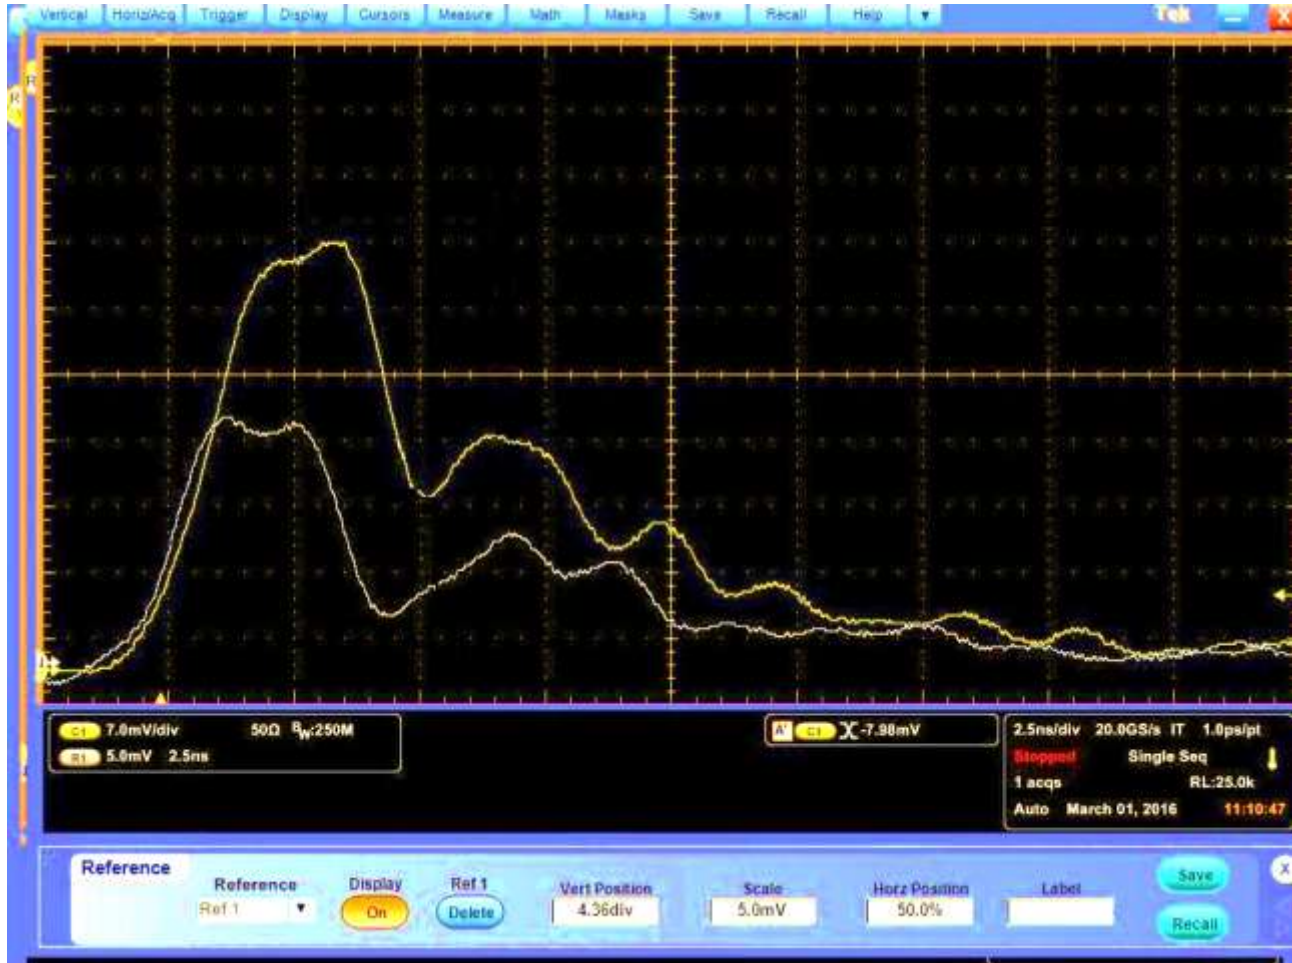 Vertical Horiz/Acq Trigger Display Cursors Measure Math Masks Save Recall Help Tek X
R
R
C1 7.0mV/div 50Ω BW:250M
R1 5.0mV 2.5ns
A' C1 -7.98mV
2.5ns/div 20.0GS/s IT 1.0ps/pt
Stopped Single Seq
1 acqs RL:25.0k
Auto March 01, 2016 11:10:47
Reference
Reference Display Ref 1 Vert Position Scale Horz Position Label Save X
Ref 1 On Delete 4.36div 5.0mV 50.0%
Recall